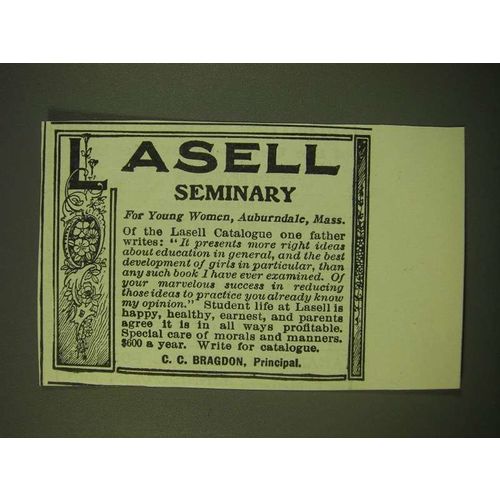 LASELL
SEMINARY
For Young Women, Auburndale, Mass.
Of the Lasell Catalogue one father
writes: "It presents more right ideas
about education in general, and the best
development of girls in particular, than
any such book I have ever examined. Of
your marvelous success in reducing
those ideas to practice you already know
my opinion." Student life at Lasell is
happy, healthy, earnest, and parents
agree it is in all ways profitable.
Special care of morals and manners.
$600 a year. Write for catalogue.
C. C. BRAGDON, Principal.